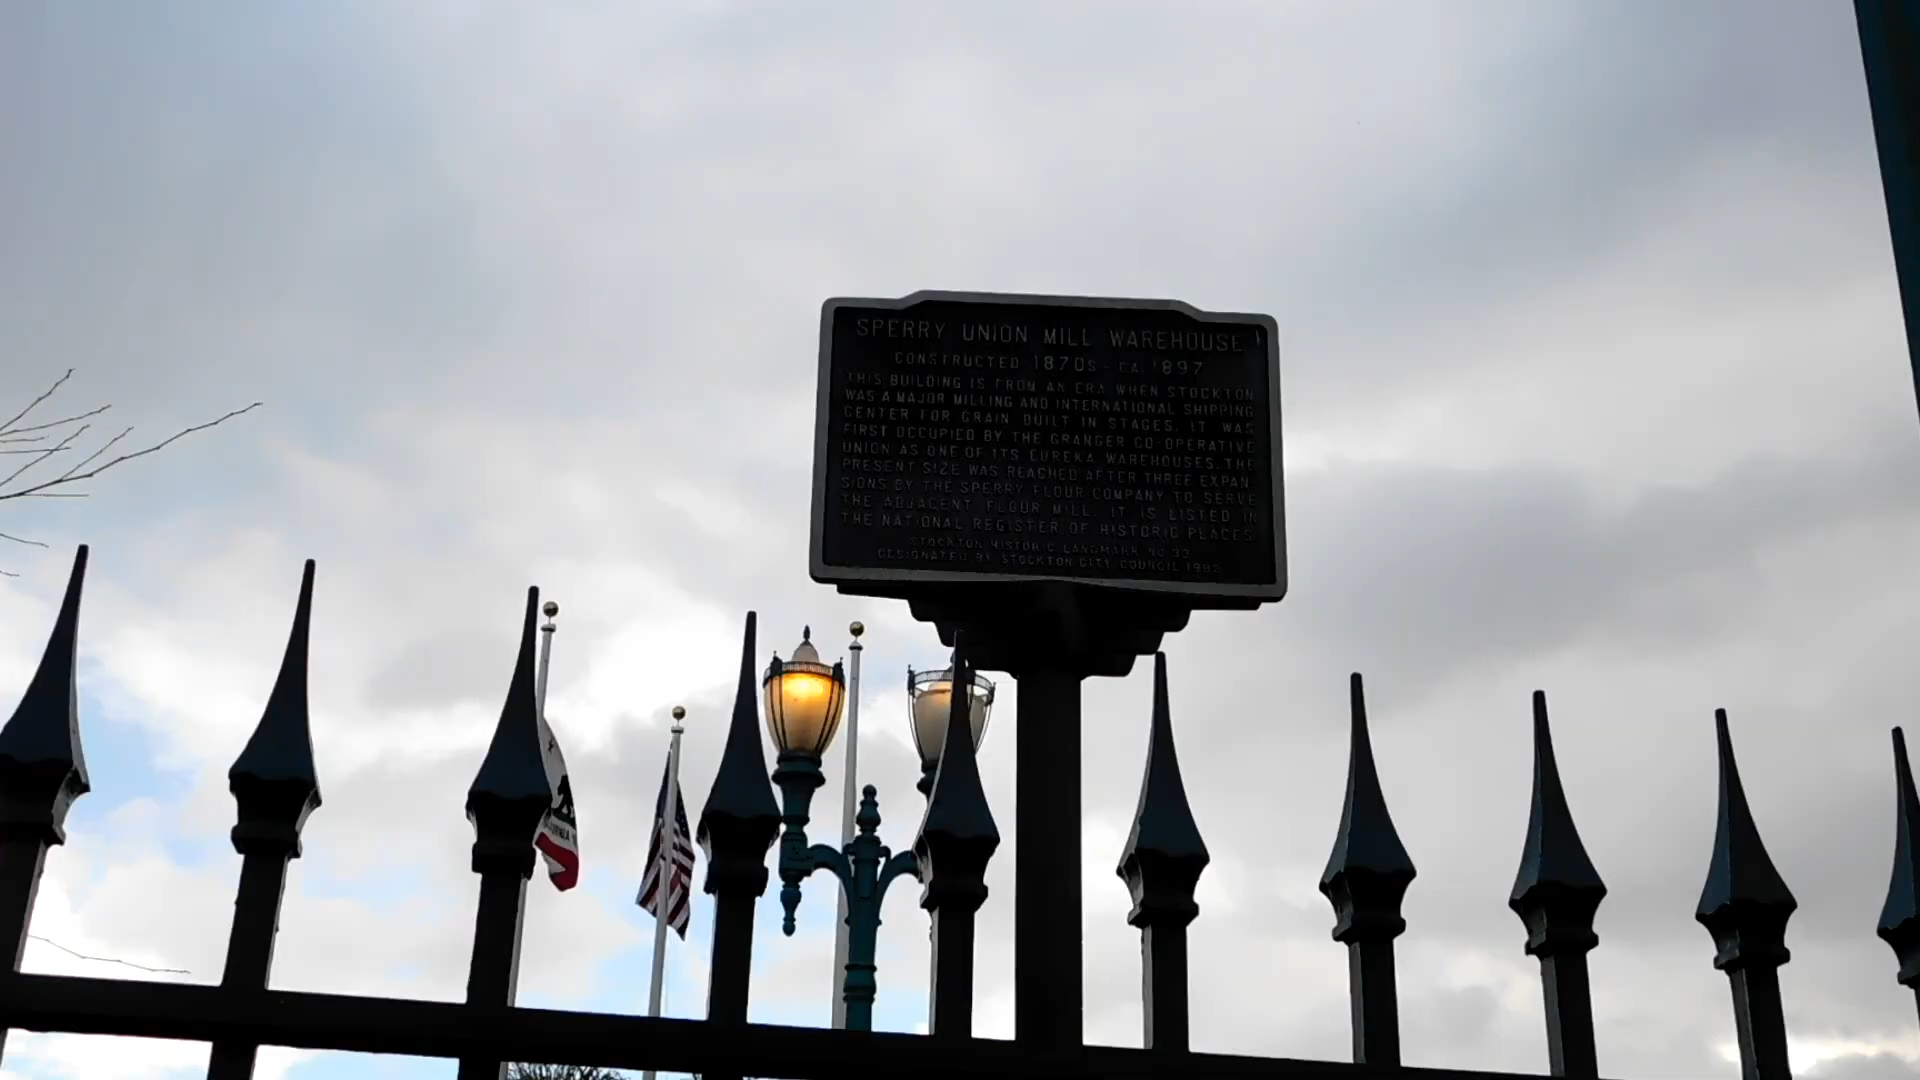 SPERRY UNION MILL WAREHOUSE
CONSTRUCTED 1870S - CA. 1897
THIS BUILDING IS FROM AN ERA WHEN STOCKTON
WAS A MAJOR MILLING AND INTERNATIONAL SHIPPING
CENTER FOR GRAIN. BUILT IN STAGES, IT WAS
FIRST OCCUPIED BY THE GRANGER CO-OPERATIVE
UNION AS ONE OF ITS EUREKA WAREHOUSES. THE
PRESENT SIZE WAS REACHED AFTER THREE EXPAN
SIONS BY THE SPERRY FLOUR COMPANY TO SERVE
THE ADJACENT FLOUR MILL. IT IS LISTED IN
THE NATIONAL REGISTER OF HISTORIC PLACES
STOCKTON HISTORIC LANDMARK NO.
DESIGNATED BY STOCKTON CITY COUNCIL